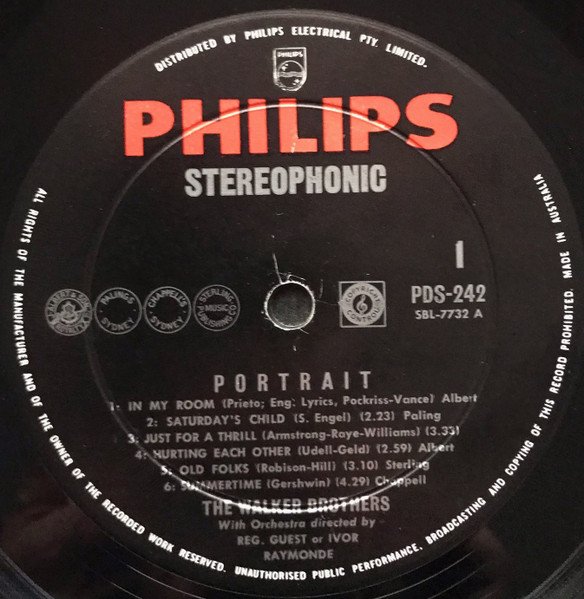 DISTRIBUTED BY PHILIPS ELECTRICAL PTY. LIMITED.
PHILIPS
PHILIPS
STEREOPHONIC
1
ALBERT & SON
SYDNEY
PALINGS
SYDNEY
CHAPPELL'S
SYDNEY
STERLING
MUSIC
PUBLISHING CO
COPYRIGHT
CONTROL
PDS-242
SBL-7732 A
PORTRAIT
1: IN MY ROOM (Prieto; Eng: Lyrics, Pockriss-Vance) Albert
2: SATURDAY'S CHILD (S. Engel) (2.23) Paling
3: JUST FOR A THRILL (Armstrong-Raye-Williams) (3.33)
4: HURTING EACH OTHER (Udell-Geld) (2.59) Albert
5: OLD FOLKS (Robison-Hill) (3.10) Sterling
6: SUMMERTIME (Gershwin) (4.29) Chappell
THE WALKER BROTHERS
With Orchestra directed by
REG. GUEST or IVOR
RAYMONDE
ALL RIGHTS OF THE MANUFACTURER AND OF THE OWNER OF THE RECORDED WORK RESERVED. UNAUTHORISED PUBLIC PERFORMANCE, BROADCASTING AND COPYING OF THIS RECORD PROHIBITED. MADE IN AUSTRALIA